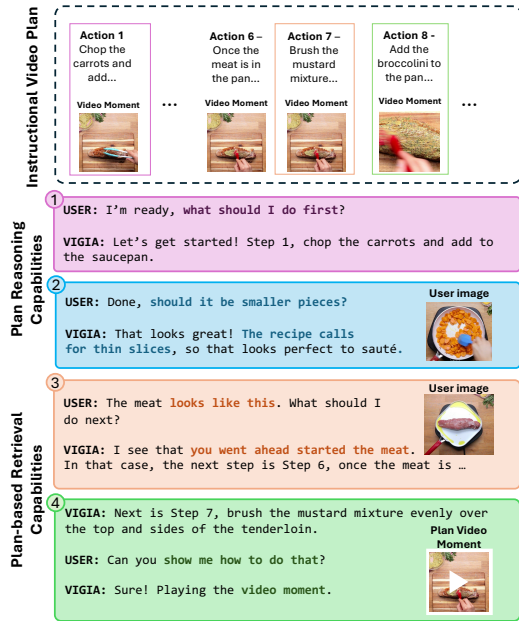 Instructional Video Plan
Action 1
Chop the
carrots and
add...
Video Moment
...
Action 6 –
Once the
meat is in
the pan...
Video Moment
Action 7 –
Brush the
mustard
mixture...
Video Moment
Action 8 -
Add the
broccolini to
the pan...
Video Moment
...
Plan Reasoning
Capabilities
1
USER: I'm ready, what should I do first?
VIGIA: Let's get started! Step 1, chop the carrots and add to
the saucepan.
2
USER: Done, should it be smaller pieces?
User image
VIGIA: That looks great! The recipe calls
for thin slices, so that looks perfect to sauté.
Plan-based Retrieval
Capabilities
3
User image
USER: The meat looks like this. What should I
do next?
VIGIA: I see that you went ahead started the meat.
In that case, the next step is Step 6, once the meat is …
4
VIGIA: Next is Step 7, brush the mustard mixture evenly over
the top and sides of the tenderloin.
Plan Video
Moment
USER: Can you show me how to do that?
VIGIA: Sure! Playing the video moment.